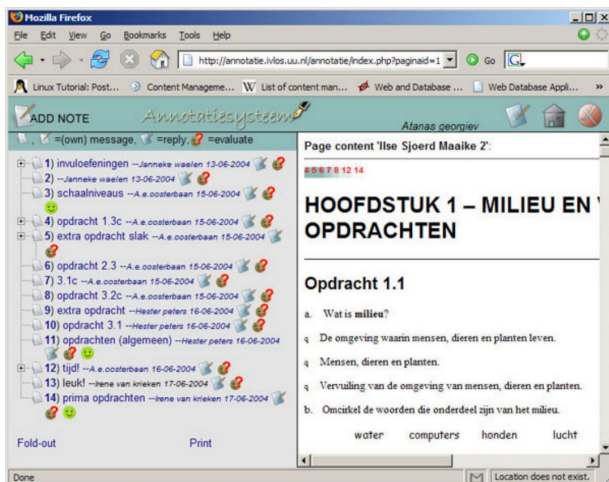 Mozilla Firefox
File Edit View Go Bookmarks Tools Help
http://annotatie.ivlos.uu.nl/annotatie/index.php?paginaid=1 Go
Linux Tutorial: Post... Content Manageme... List of content man... Web and Database ... Web Database Appli... »
ADD NOTE Annotatiesysteem Atanas georgiev
, =(own) message, =reply, =evaluate
1) invuloefeningen --Janneke waelen 13-06-2004
2) --Janneke waelen 13-06-2004
3) schaalniveaus --A.e.oosterbaan 15-06-2004
4) opdracht 1.3c --A.e.oosterbaan 15-06-2004
5) extra opdracht slak --A.e.oosterbaan 15-06-2004
6) opdracht 2.3 --A.e.oosterbaan 15-06-2004
7) 3.1c --A.e.oosterbaan 15-06-2004
8) opdracht 3.2c --A.e.oosterbaan 15-06-2004
9) extra opdracht --Hester peters 16-06-2004
10) opdracht 3.1 --Hester peters 16-06-2004
11) opdrachten (algemeen) --Hester peters 16-06-2004
12) tijd! --A.e.oosterbaan 17-06-2004
13) leuk! --Irene van krieken 17-06-2004
14) prima opdrachten --Irene van krieken 17-06-2004
Fold-out Print
Page content 'Ilse Sjoerd Maaike 2':
4 5 6 7 8 12 14
HOOFDSTUK 1 – MILIEU EN
OPDRACHTEN
Opdracht 1.1
a. Wat is milieu?
q De omgeving waarin mensen, dieren en planten leven.
q Mensen, dieren en planten.
q Vervuiling van de omgeving van mensen, dieren en planten.
b. Omcirkel de woorden die onderdeel zijn van het milieu.
water computers honden lucht
Done Location does not exist.